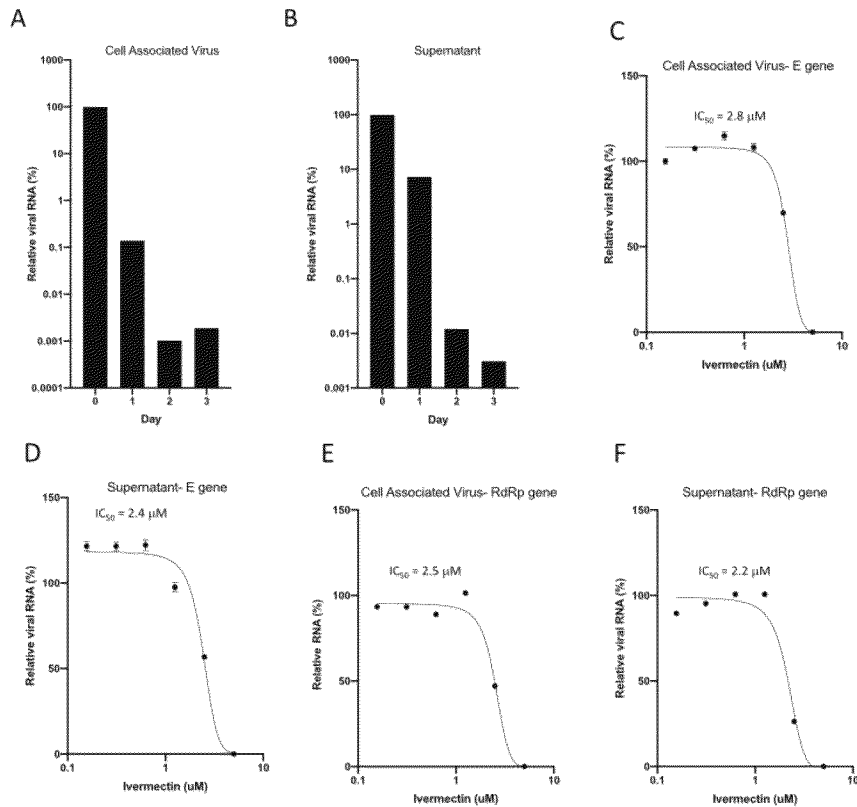 A
Cell Associated Virus
Relative viral RNA (%)
1000
100
10
1
0.1
0.01
0.001
0.0001
0 1 2 3
Day
B
Supernatant
Relative viral RNA (%)
1000
100
10
1
0.1
0.01
0.001
0 1 2 3
Day
C
Cell Associated Virus- E gene
IC50 = 2.8 µM
Relative viral RNA (%)
150
100
50
0
0.1 1 10
Ivermectin (uM)
D
Supernatant- E gene
IC50 = 2.4 µM
Relative viral RNA (%)
150
100
50
0
0.1 1 10
Ivermectin (uM)
E
Cell Associated Virus- RdRp gene
IC50 = 2.5 µM
Relative RNA (%)
150
100
50
0
0.1 1 10
Ivermectin (uM)
F
Supernatant- RdRp gene
IC50 = 2.2 µM
Relative viral RNA (%)
150
100
50
0
0.1 1 10
Ivermectin (uM)